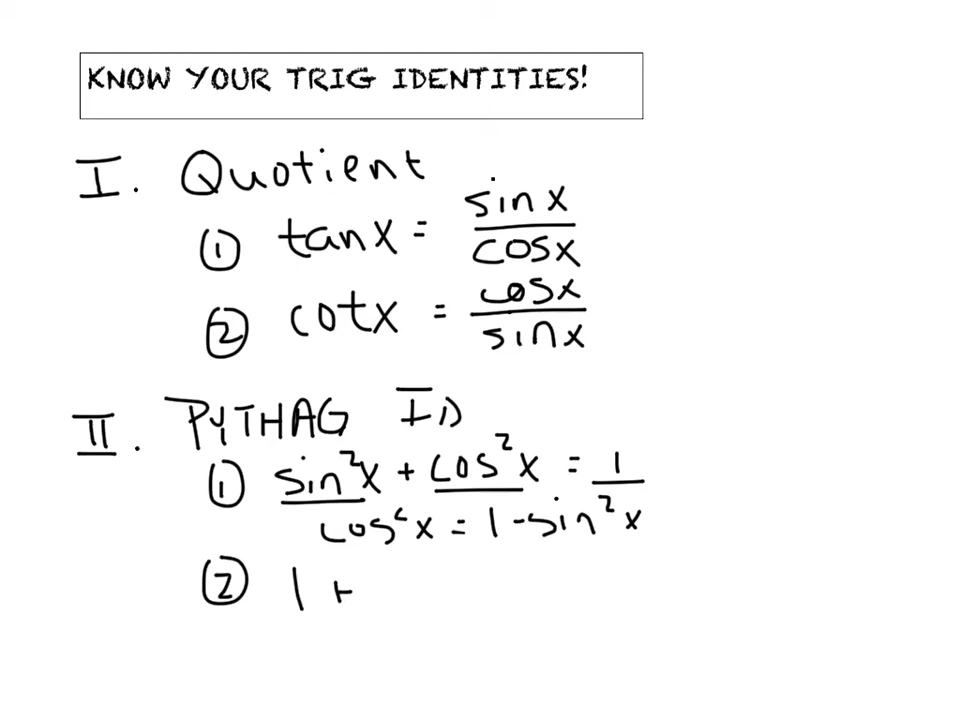 KNOW YOUR TRIG IDENTITIES!
I. Quotient
① tanx = sinx/cosx
② cotx = cosx/sinx
II. PYTHAG ID
① sin²x + cos²x = 1
cos²x = 1 - sin²x
② 1 +